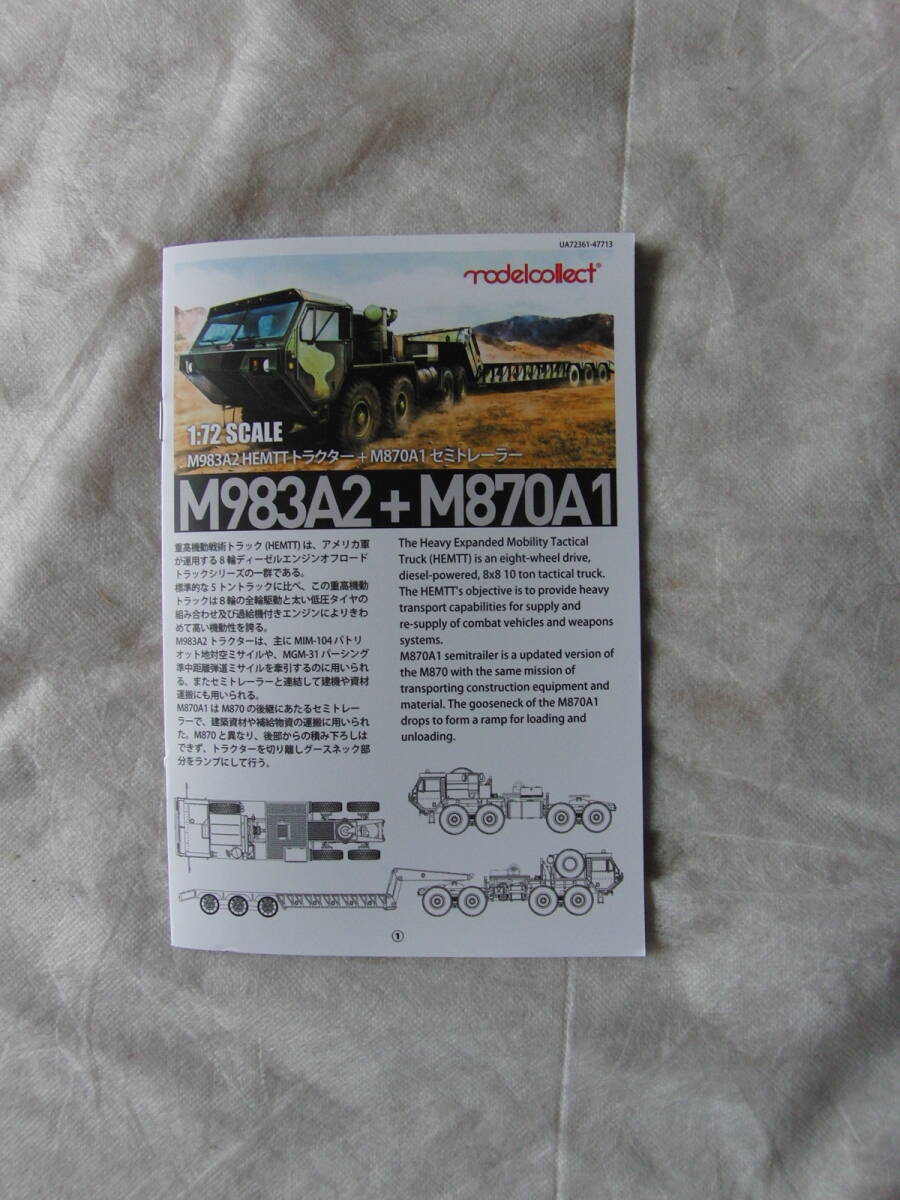 UA72361-47713
modelcollect®
1:72 SCALE
M983A2 HEMTTトラクター + M870A1 セミトレーラー
M983A2 + M870A1
重高機動戦術トラック (HEMTT) は、アメリカ軍
が運用する 8 輪ディーゼルエンジンオフロード
トラックシリーズの一群である。
標準的な 5 トントラックに比べ、この重高機動
トラックは 8 輪の全輪駆動と太い低圧タイヤの
組み合わせ及び過給機付きエンジンによりきわ
めて高い機動性を誇る。
M983A2 トラクターは、主に MIM-104 パトリ
オット地対空ミサイルや、MGM-31 パーシング
準中距離弾道ミサイルを牽引するのに用いられ
る。またセミトレーラーと連結して建機や資材
運搬にも用いられる。
M870A1 は M870 の後継にあたるセミトレー
ラーで、建築資材や補給物資の運搬に用いられ
た。M870 と異なり、後部からの積み下ろしは
できず、トラクターを切り離しグースネック部
分をランプにして行う。
The Heavy Expanded Mobility Tactical
Truck (HEMTT) is an eight-wheel drive,
diesel-powered, 8x8 10 ton tactical truck.
The HEMTT's objective is to provide heavy
transport capabilities for supply and
re-supply of combat vehicles and weapons
systems.
M870A1 semitrailer is a updated version of
the M870 with the same mission of
transporting construction equipment and
material. The gooseneck of the M870A1
drops to form a ramp for loading and
unloading.
①